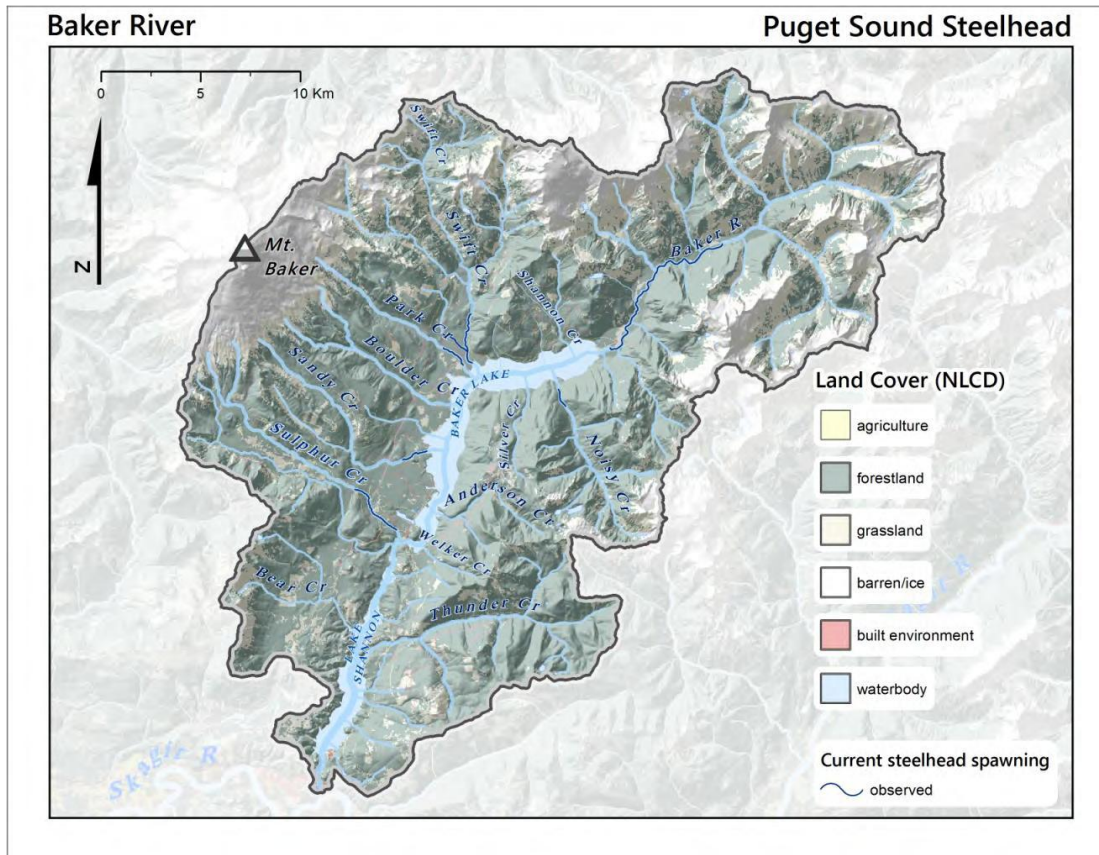 Baker River
Puget Sound Steelhead
0 5 10 Km
N
Mt.
Baker
Swift Cr
Swift Cr
Park Cr
Boulder Cr
Sandy Cr
Sulphur Cr
Shannon Cr
Baker R
BAKER LAKE
Silver Cr
Noisy Cr
Anderson Cr
Welker Cr
Bear Cr
Thunder Cr
LAKE
SHANNON
Skagit R
Land Cover (NLCD)
agriculture
forestland
grassland
barren/ice
built environment
waterbody
Current steelhead spawning
observed